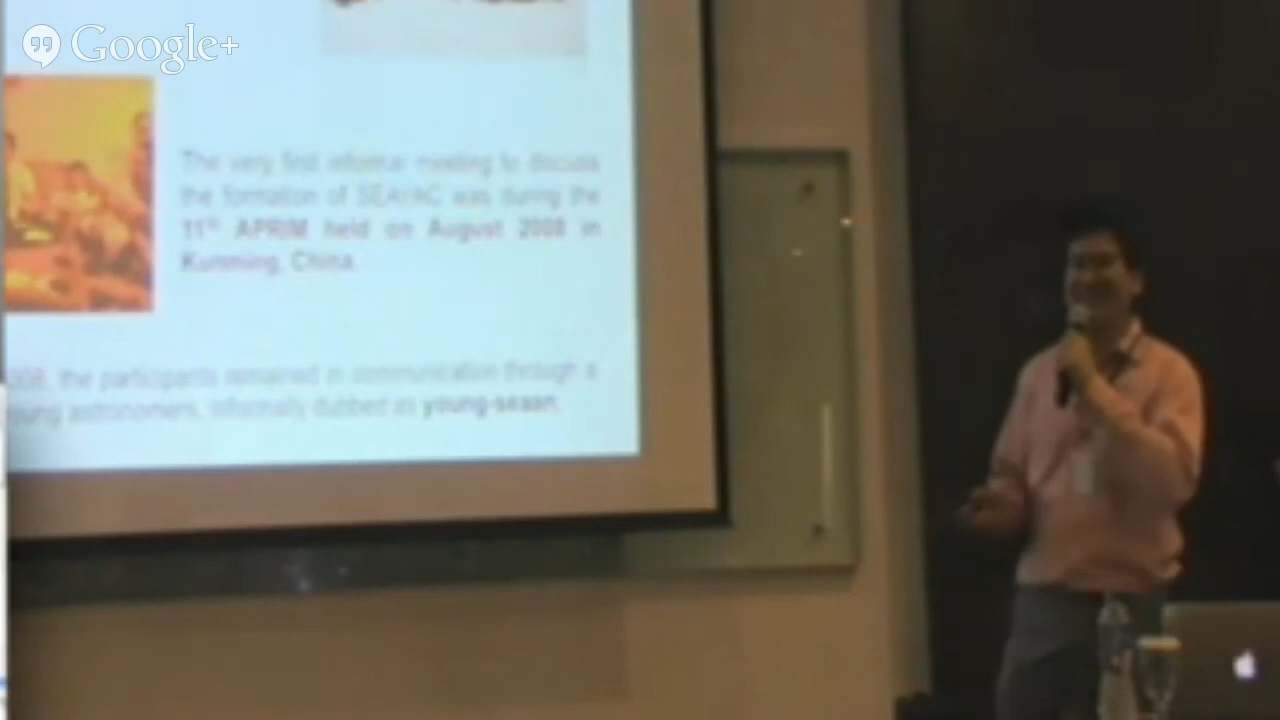 Google+
The very first informal meeting to discuss
the formation of SEAYAC was during the
11th APRIM held on August 2008 in
Kunming, China.
the participants remained in communication through a
young astronomers, informally dubbed as young-seaan.